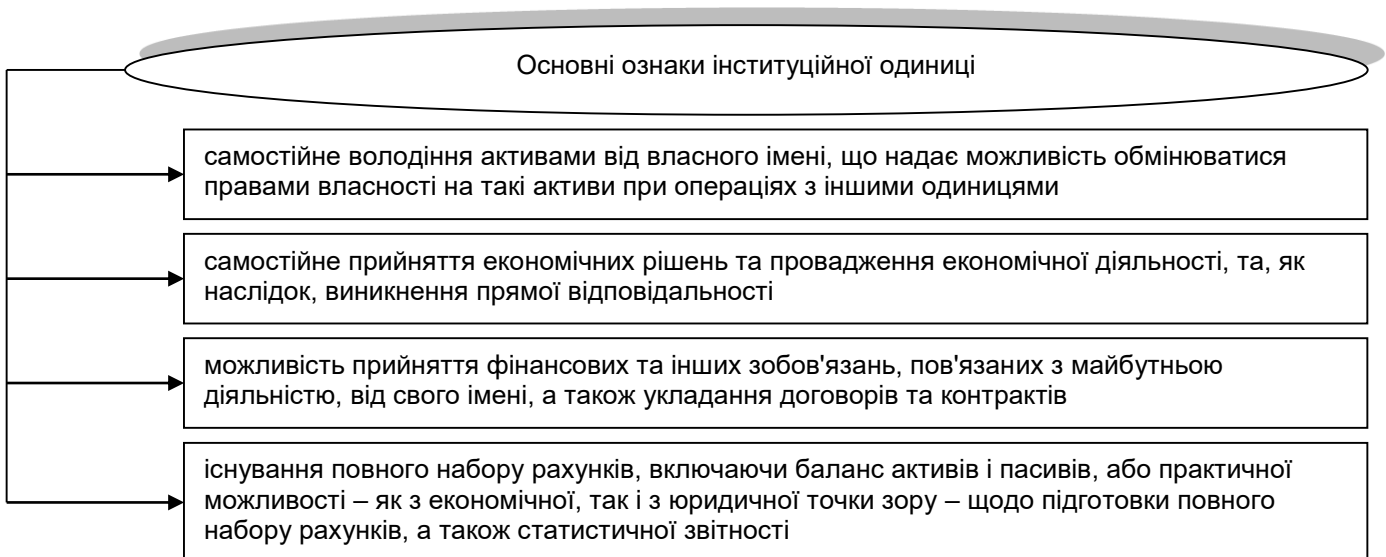 Основні ознаки інституційної одиниці
самостійне володіння активами від власного імені, що надає можливість обмінюватися
правами власності на такі активи при операціях з іншими одиницями
самостійне прийняття економічних рішень та провадження економічної діяльності, та, як
наслідок, виникнення прямої відповідальності
можливість прийняття фінансових та інших зобов'язань, пов'язаних з майбутньою
діяльністю, від свого імені, а також укладання договорів та контрактів
існування повного набору рахунків, включаючи баланс активів і пасивів, або практичної
можливості – як з економічної, так і з юридичної точки зору – щодо підготовки повного
набору рахунків, а також статистичної звітності